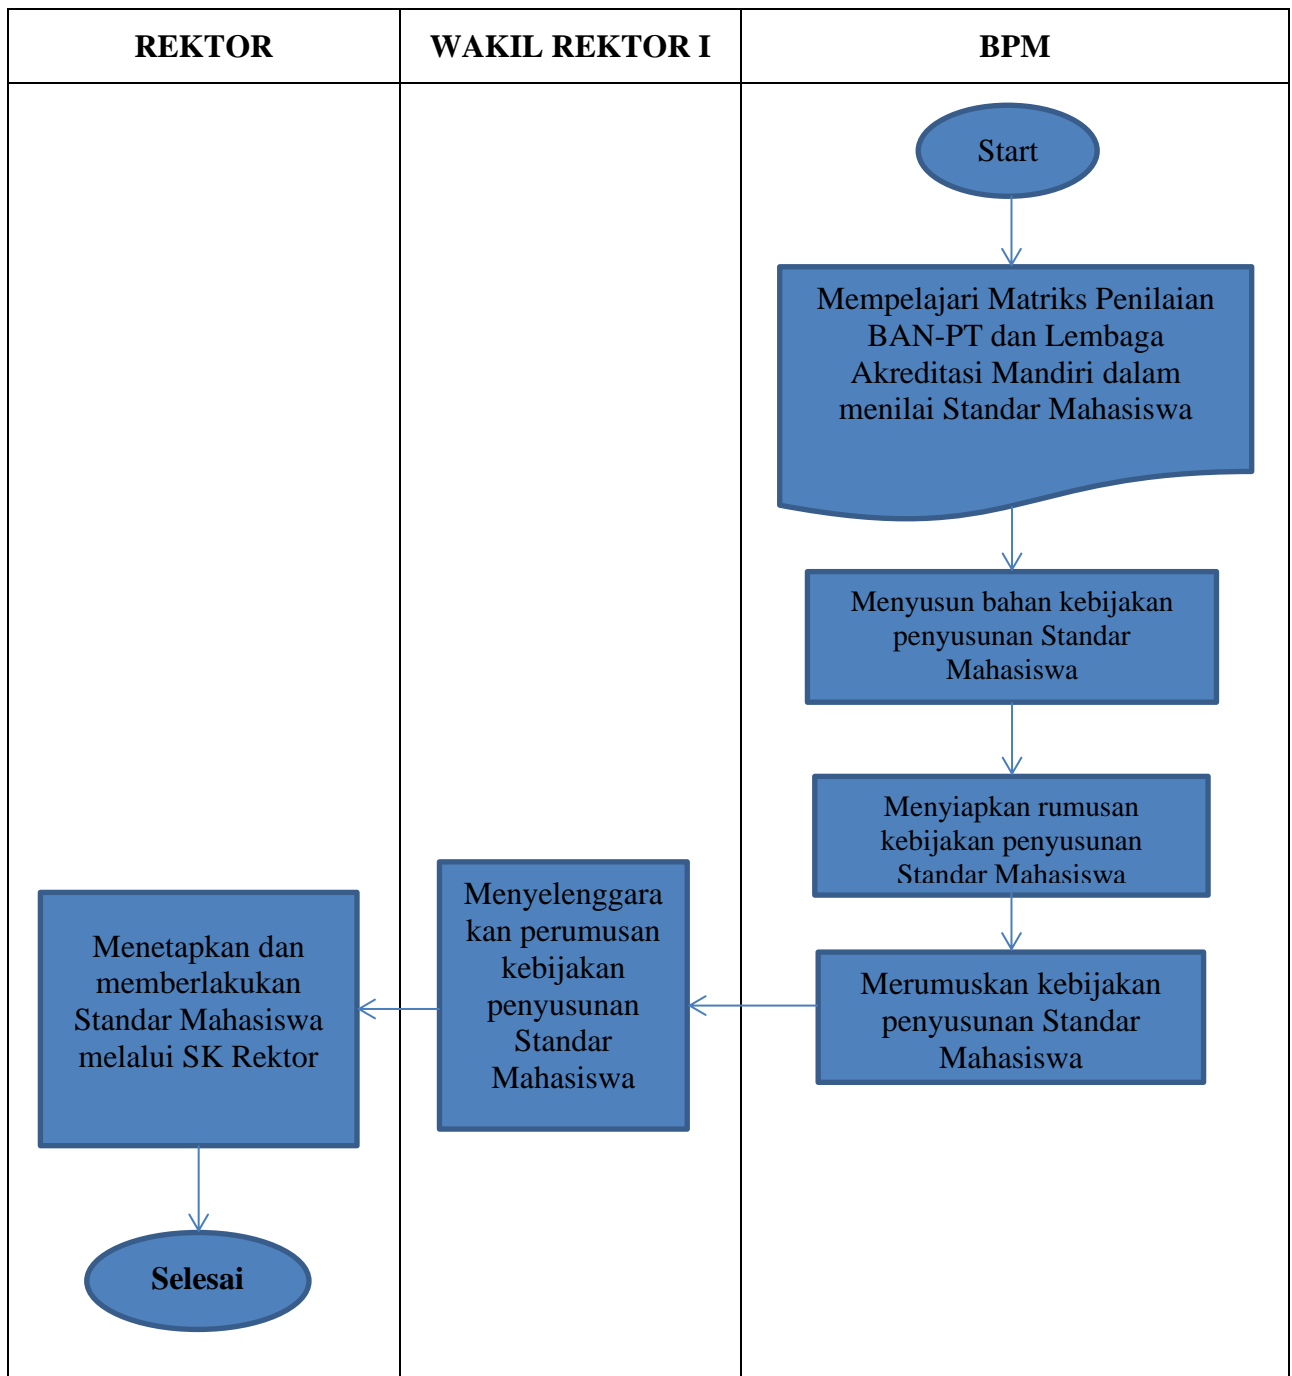 REKTOR
WAKIL REKTOR I
BPM
Start
Mempelajari Matriks Penilaian
BAN-PT dan Lembaga
Akreditasi Mandiri dalam
menilai Standar Mahasiswa
Menyusun bahan kebijakan
penyusunan Standar
Mahasiswa
Menyiapkan rumusan
kebijakan penyusunan
Standar Mahasiswa
Merumuskan kebijakan
penyusunan Standar
Mahasiswa
Menyelenggara
kan perumusan
kebijakan
penyusunan
Standar
Mahasiswa
Menetapkan dan
memberlakukan
Standar Mahasiswa
melalui SK Rektor
Selesai